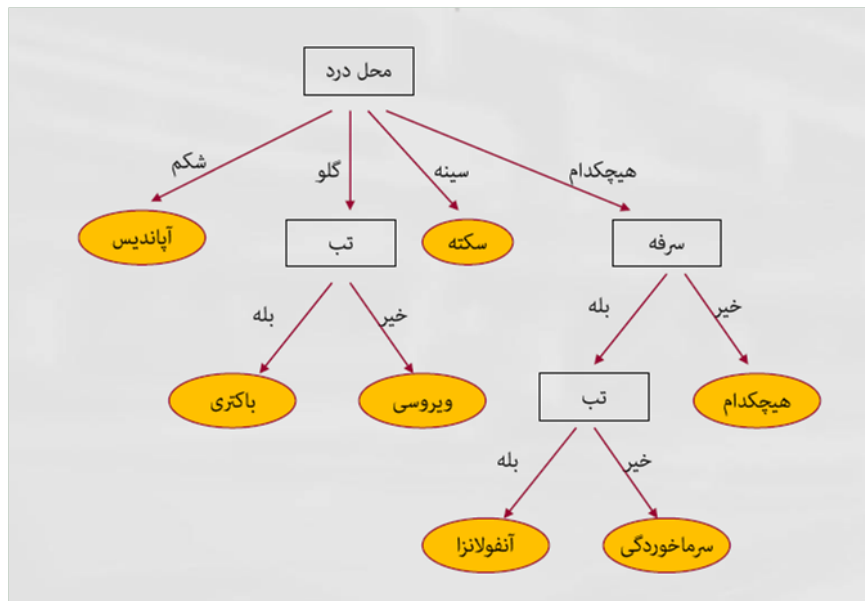 محل درد
شکم
گلو
سینه
هیچکدام
آپاندیس
تب
سکته
سرفه
بله
خیر
بله
خیر
باکتری
ویروسی
تب
هیچکدام
بله
خیر
آنفولانزا
سرماخوردگی